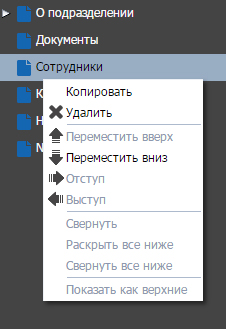 О подразделении
Документы
Сотрудники
Копировать
Удалить
Переместить вверх
Переместить вниз
Отступ
Выступ
Свернуть
Раскрыть все ниже
Свернуть все ниже
Показать как верхние